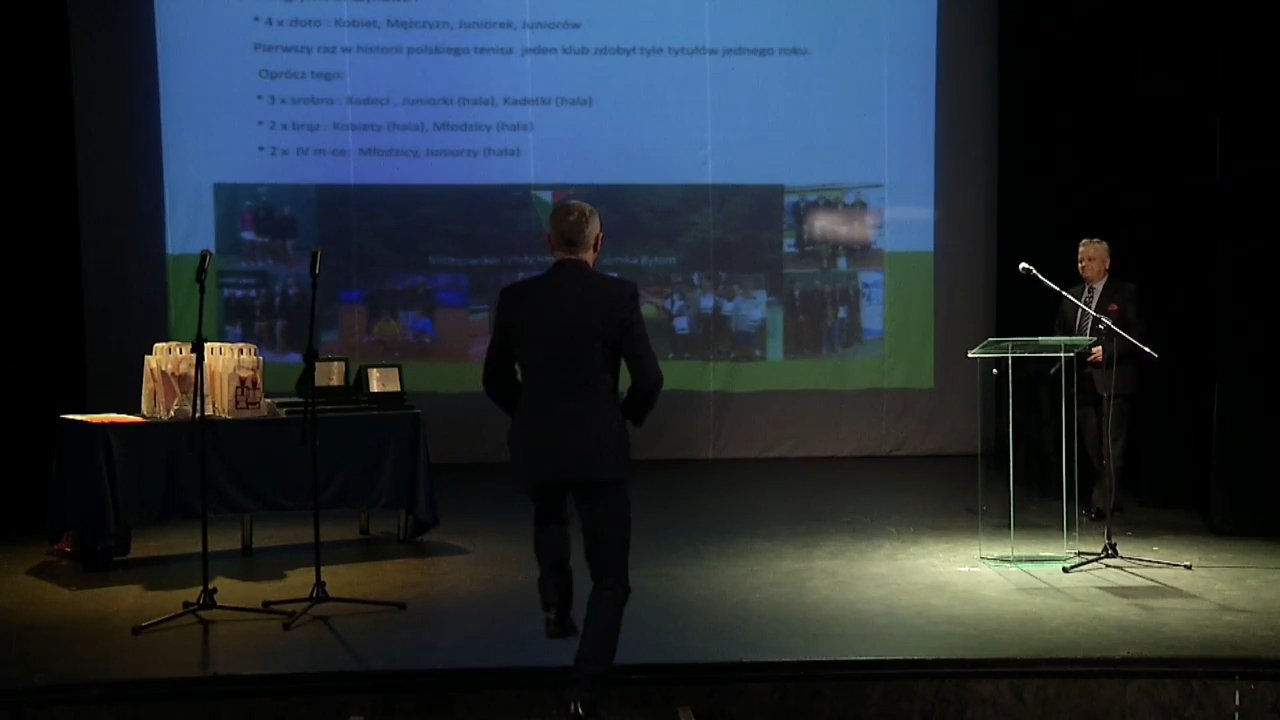 * 4 x złoto : Kobiet, Mężczyzn, Juniorek, Juniorów
Pierwszy raz w historii polskiego tenisa jeden klub zdobył tyle tytułów jednego roku.
Oprócz tego:
* 3 x srebro : Kadeci , Juniorki (hala), Kadetki (hala)
* 2 x brąz : Kobiety (hala), Młodzicy (hala)
* 2 x IV m-ce: Młodzicy, Juniorzy (hala)